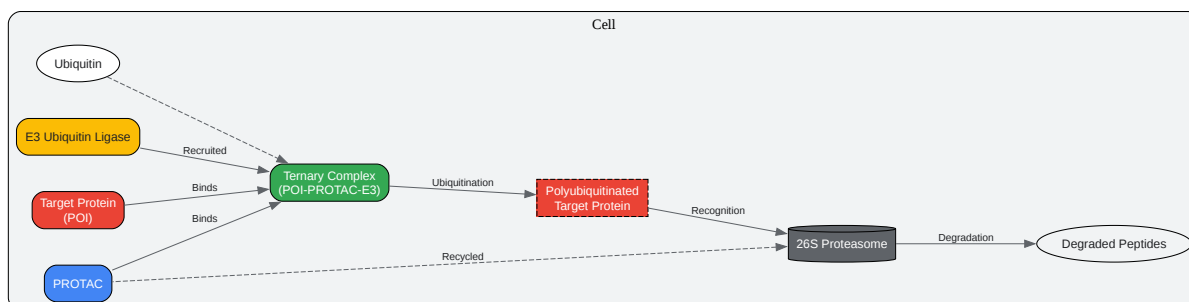 Cell
Ubiquitin
E3 Ubiquitin Ligase
Recruited
Target Protein
(POI)
Binds
Binds
PROTAC
Ternary Complex
(POI-PROTAC-E3)
Ubiquitination
Polyubiquitinated
Target Protein
Recognition
Recycled
26S Proteasome
Degradation
Degraded Peptides